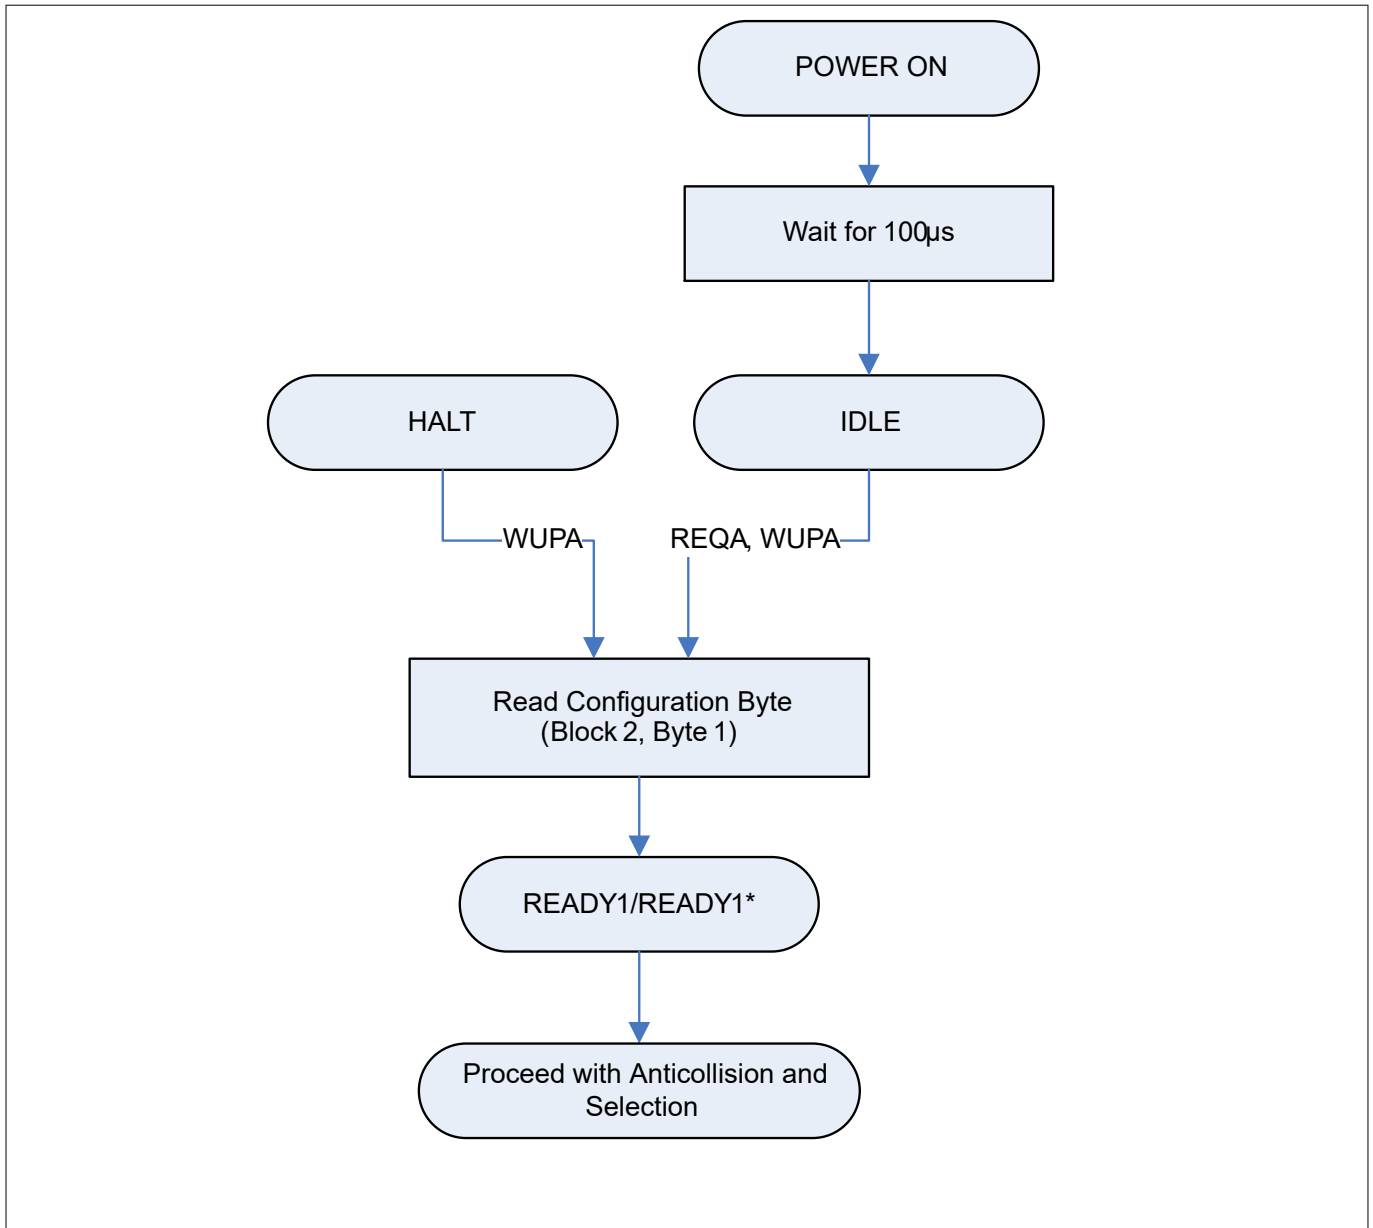 POWER ON
Wait for 100µs
HALT
IDLE
WUPA
REQA, WUPA
Read Configuration Byte
(Block 2, Byte 1)
READY1/READY1*
Proceed with Anticollision and
Selection